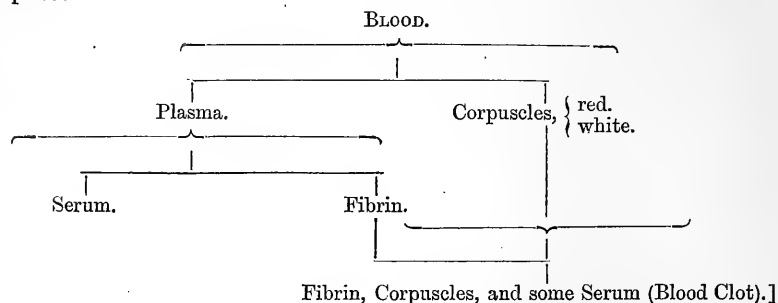 BLOOD.
Plasma.
Corpuscles, { red.
white.
Serum.
Fibrin.
Fibrin, Corpuscles, and some Serum (Blood Clot).]